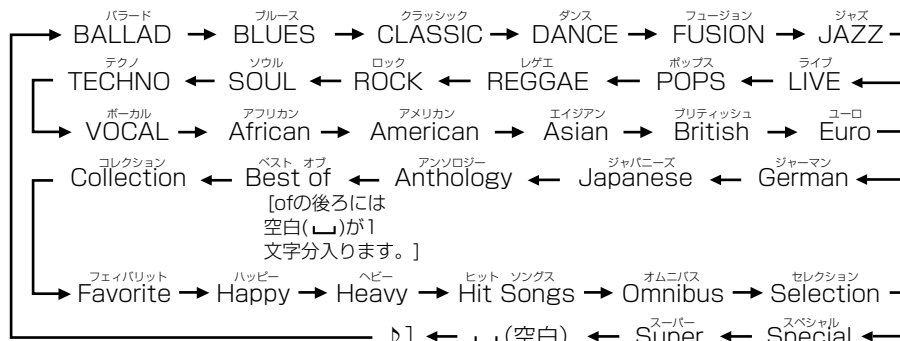 バラード ブルース クラッシック ダンス フュージョン ジャズ
BALLAD BLUES CLASSIC DANCE FUSION JAZZ
テクノ ソウル ロック レゲエ ポップス ライブ
TECHNO SOUL ROCK REGGAE POPS LIVE
ボーカル アフリカン アメリカン エイジアン ブリティッシュ ユーロ
VOCAL African American Asian British Euro
コレクション ベスト オブ アンソロジー ジャパニーズ ジャーマン
Collection Best of Anthology Japanese German
[ofの後ろには
空白(␣)が1
文字分入ります。]
フェイバリット ハッピー ヘビー ヒット ソングス オムニバス セレクション
Favorite Happy Heavy Hit Songs Omnibus Selection
スーパー スペシャル
♪1 ␣(空白) Super Special